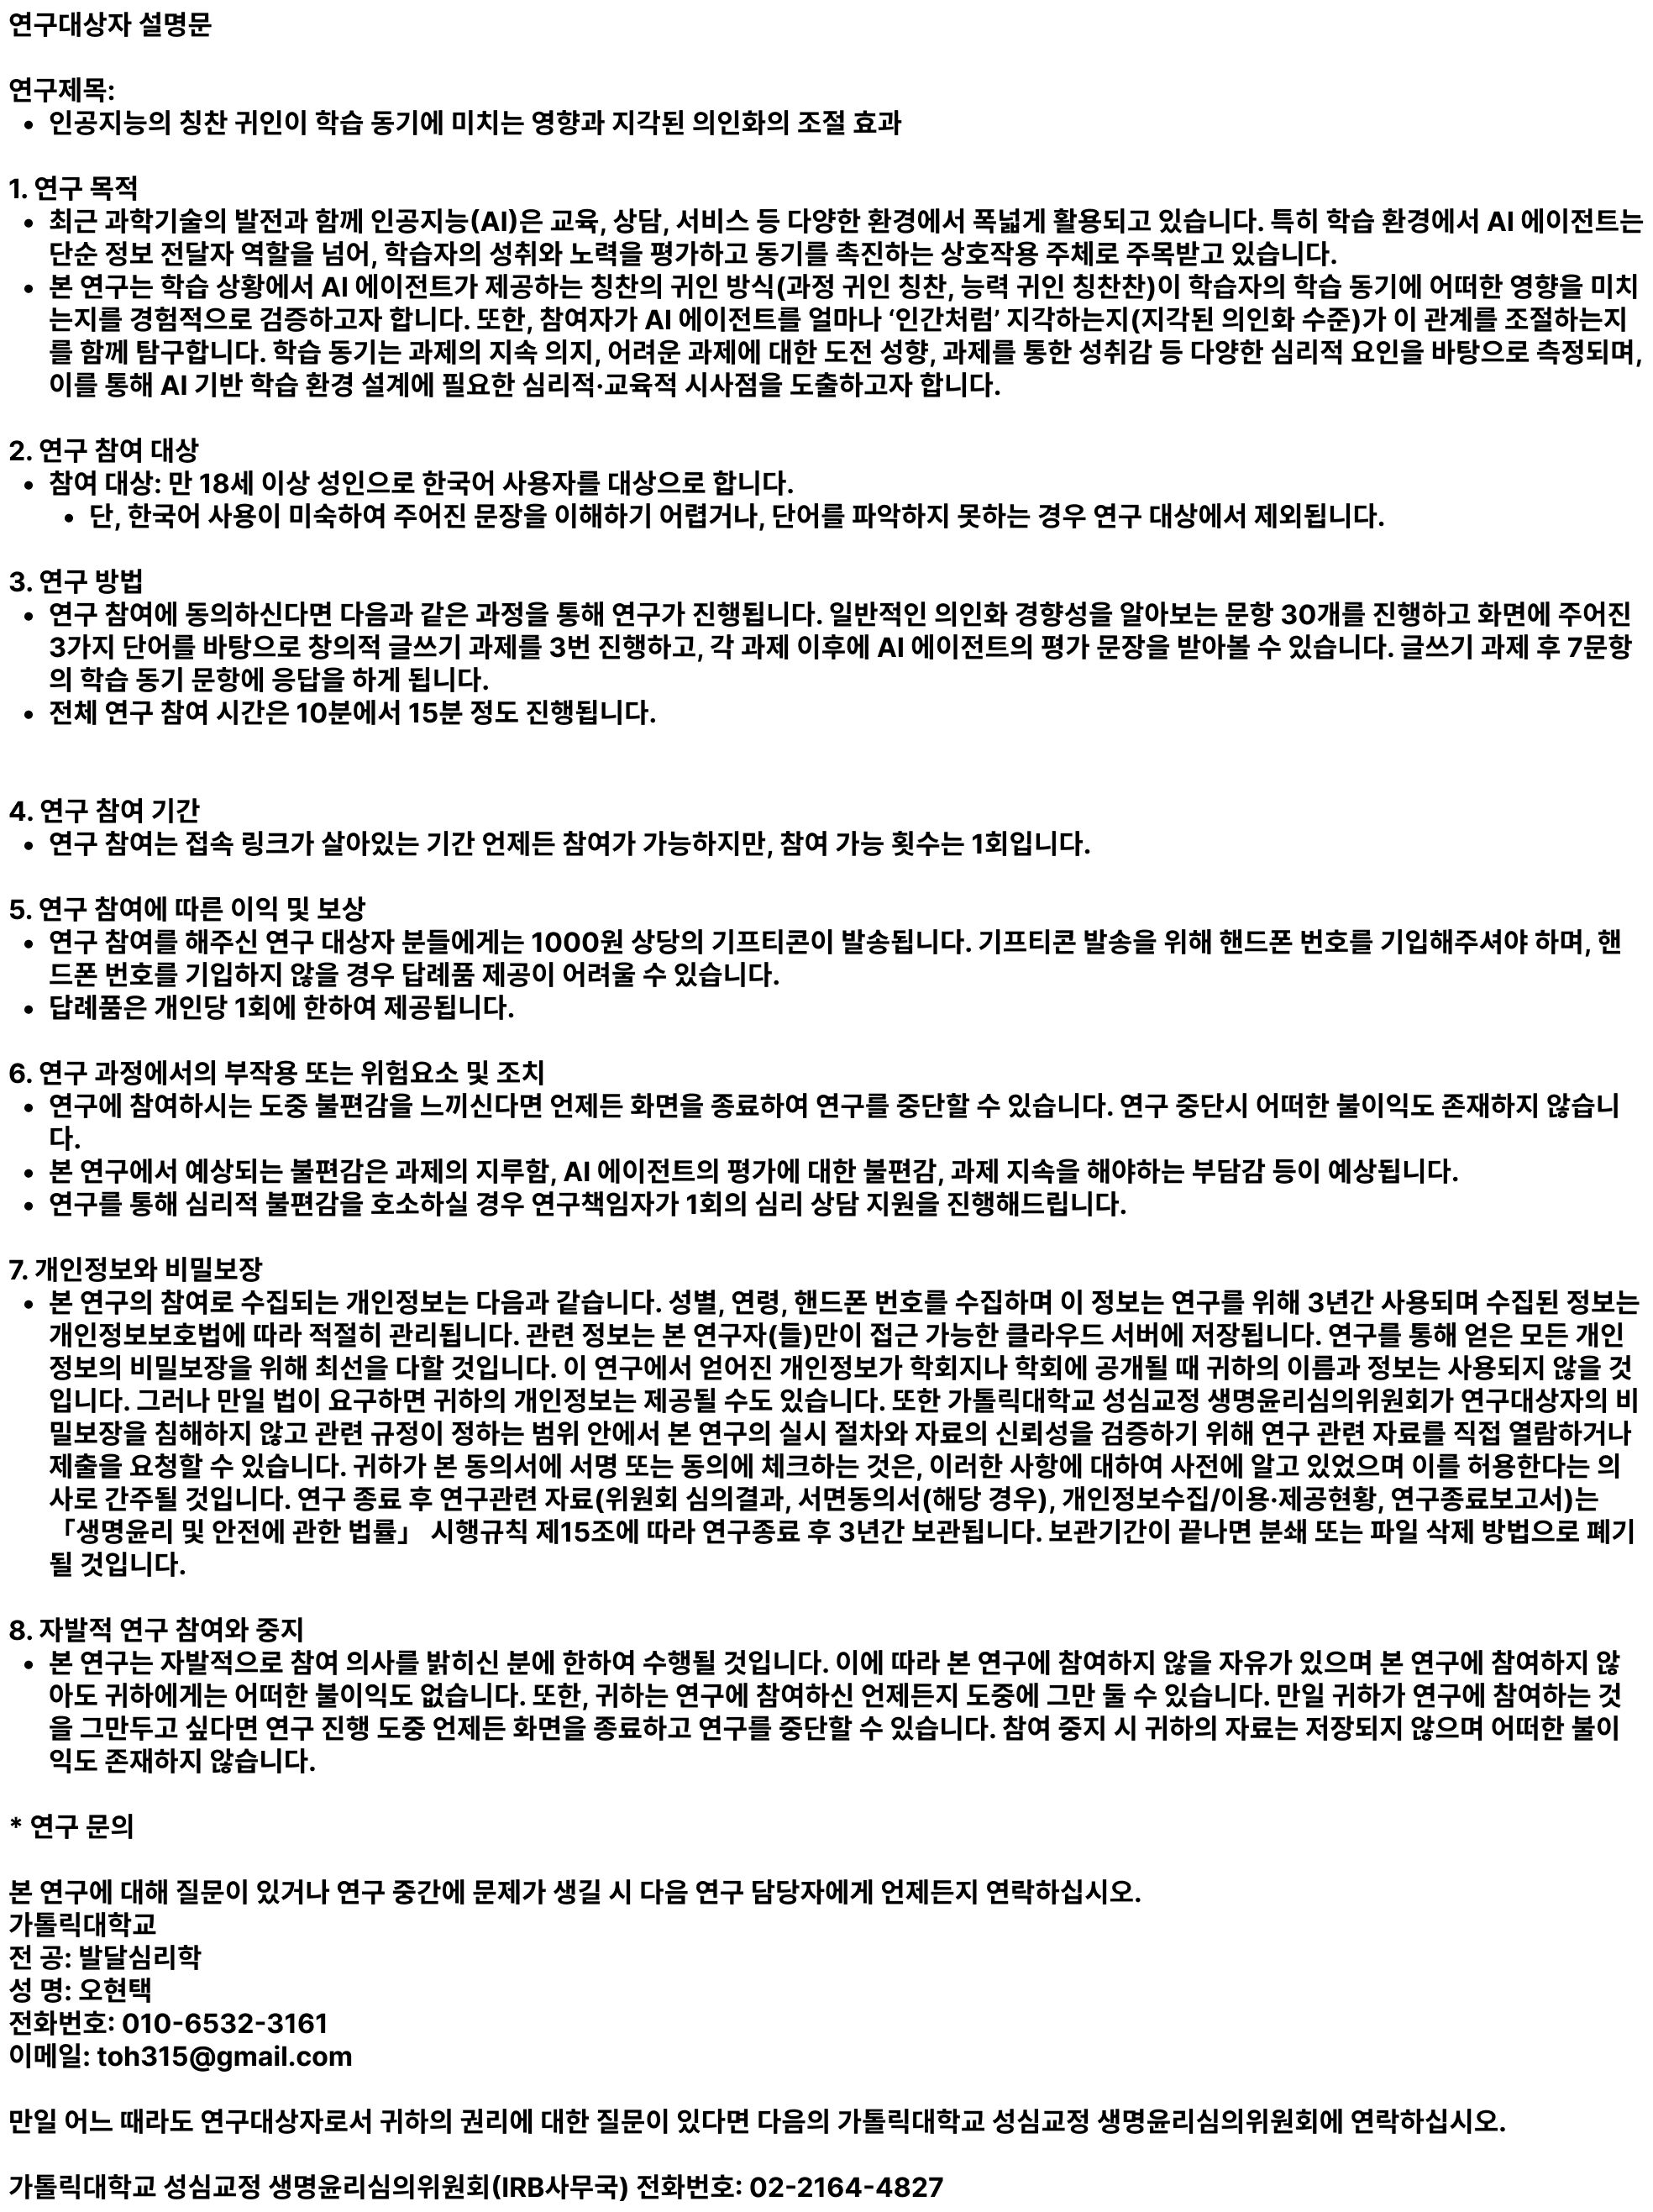 연구대상자 설명문
연구제목:
• 인공지능의 칭찬 귀인이 학습 동기에 미치는 영향과 지각된 의인화의 조절 효과
1. 연구 목적
• 최근 과학기술의 발전과 함께 인공지능(AI)은 교육, 상담, 서비스 등 다양한 환경에서 폭넓게 활용되고 있습니다. 특히 학습 환경에서 AI 에이전트는
단순 정보 전달자 역할을 넘어, 학습자의 성취와 노력을 평가하고 동기를 촉진하는 상호작용 주체로 주목받고 있습니다.
• 본 연구는 학습 상황에서 AI 에이전트가 제공하는 칭찬의 귀인 방식(과정 귀인 칭찬, 능력 귀인 칭찬찬)이 학습자의 학습 동기에 어떠한 영향을 미치
는지를 경험적으로 검증하고자 합니다. 또한, 참여자가 AI 에이전트를 얼마나 ‘인간처럼’ 지각하는지(지각된 의인화 수준)가 이 관계를 조절하는지
를 함께 탐구합니다. 학습 동기는 과제의 지속 의지, 어려운 과제에 대한 도전 성향, 과제를 통한 성취감 등 다양한 심리적 요인을 바탕으로 측정되며,
이를 통해 AI 기반 학습 환경 설계에 필요한 심리적·교육적 시사점을 도출하고자 합니다.
2. 연구 참여 대상
• 참여 대상: 만 18세 이상 성인으로 한국어 사용자를 대상으로 합니다.
• 단, 한국어 사용이 미숙하여 주어진 문장을 이해하기 어렵거나, 단어를 파악하지 못하는 경우 연구 대상에서 제외됩니다.
3. 연구 방법
• 연구 참여에 동의하신다면 다음과 같은 과정을 통해 연구가 진행됩니다. 일반적인 의인화 경향성을 알아보는 문항 30개를 진행하고 화면에 주어진
3가지 단어를 바탕으로 창의적 글쓰기 과제를 3번 진행하고, 각 과제 이후에 AI 에이전트의 평가 문장을 받아볼 수 있습니다. 글쓰기 과제 후 7문항
의 학습 동기 문항에 응답을 하게 됩니다.
• 전체 연구 참여 시간은 10분에서 15분 정도 진행됩니다.
4. 연구 참여 기간
• 연구 참여는 접속 링크가 살아있는 기간 언제든 참여가 가능하지만, 참여 가능 횟수는 1회입니다.
5. 연구 참여에 따른 이익 및 보상
• 연구 참여를 해주신 연구 대상자 분들에게는 1000원 상당의 기프티콘이 발송됩니다. 기프티콘 발송을 위해 핸드폰 번호를 기입해주셔야 하며, 핸
드폰 번호를 기입하지 않을 경우 답례품 제공이 어려울 수 있습니다.
• 답례품은 개인당 1회에 한하여 제공됩니다.
6. 연구 과정에서의 부작용 또는 위험요소 및 조치
• 연구에 참여하시는 도중 불편감을 느끼신다면 언제든 화면을 종료하여 연구를 중단할 수 있습니다. 연구 중단시 어떠한 불이익도 존재하지 않습니
다.
• 본 연구에서 예상되는 불편감은 과제의 지루함, AI 에이전트의 평가에 대한 불편감, 과제 지속을 해야하는 부담감 등이 예상됩니다.
• 연구를 통해 심리적 불편감을 호소하실 경우 연구책임자가 1회의 심리 상담 지원을 진행해드립니다.
7. 개인정보와 비밀보장
• 본 연구의 참여로 수집되는 개인정보는 다음과 같습니다. 성별, 연령, 핸드폰 번호를 수집하며 이 정보는 연구를 위해 3년간 사용되며 수집된 정보는
개인정보보호법에 따라 적절히 관리됩니다. 관련 정보는 본 연구자(들)만이 접근 가능한 클라우드 서버에 저장됩니다. 연구를 통해 얻은 모든 개인
정보의 비밀보장을 위해 최선을 다할 것입니다. 이 연구에서 얻어진 개인정보가 학회지나 학회에 공개될 때 귀하의 이름과 정보는 사용되지 않을 것
입니다. 그러나 만일 법이 요구하면 귀하의 개인정보는 제공될 수도 있습니다. 또한 가톨릭대학교 성심교정 생명윤리심의위원회가 연구대상자의 비
밀보장을 침해하지 않고 관련 규정이 정하는 범위 안에서 본 연구의 실시 절차와 자료의 신뢰성을 검증하기 위해 연구 관련 자료를 직접 열람하거나
제출을 요청할 수 있습니다. 귀하가 본 동의서에 서명 또는 동의에 체크하는 것은, 이러한 사항에 대하여 사전에 알고 있었으며 이를 허용한다는 의
사로 간주될 것입니다. 연구 종료 후 연구관련 자료(위원회 심의결과, 서면동의서(해당 경우), 개인정보수집/이용·제공현황, 연구종료보고서)는
「생명윤리 및 안전에 관한 법률」 시행규칙 제15조에 따라 연구종료 후 3년간 보관됩니다. 보관기간이 끝나면 분쇄 또는 파일 삭제 방법으로 폐기
될 것입니다.
8. 자발적 연구 참여와 중지
• 본 연구는 자발적으로 참여 의사를 밝히신 분에 한하여 수행될 것입니다. 이에 따라 본 연구에 참여하지 않을 자유가 있으며 본 연구에 참여하지 않
아도 귀하에게는 어떠한 불이익도 없습니다. 또한, 귀하는 연구에 참여하신 언제든지 도중에 그만 둘 수 있습니다. 만일 귀하가 연구에 참여하는 것
을 그만두고 싶다면 연구 진행 도중 언제든 화면을 종료하고 연구를 중단할 수 있습니다. 참여 중지 시 귀하의 자료는 저장되지 않으며 어떠한 불이
익도 존재하지 않습니다.
* 연구 문의
본 연구에 대해 질문이 있거나 연구 중간에 문제가 생길 시 다음 연구 담당자에게 언제든지 연락하십시오.
가톨릭대학교
전 공: 발달심리학
성 명: 오현택
전화번호: 010-6532-3161
이메일: toh315@gmail.com
만일 어느 때라도 연구대상자로서 귀하의 권리에 대한 질문이 있다면 다음의 가톨릭대학교 성심교정 생명윤리심의위원회에 연락하십시오.
가톨릭대학교 성심교정 생명윤리심의위원회(IRB사무국) 전화번호: 02-2164-4827